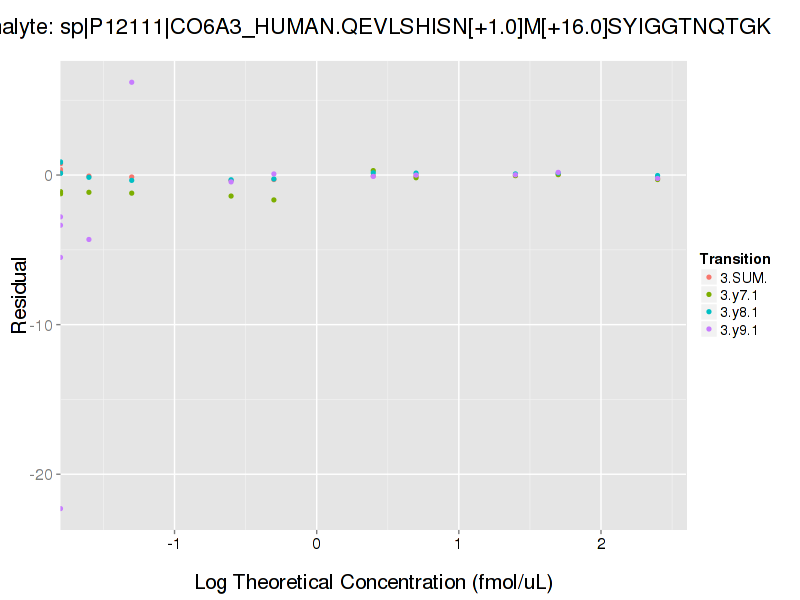 nalyte: sp|P12111|CO6A3_HUMAN.QEVLSHISN[+1.0]M[+16.0]SYIGGTNQTGK
Residual
0
-10
-20
-1
0
1
2
Log Theoretical Concentration (fmol/uL)
Transition
3.SUM.
3.y7.1
3.y8.1
3.y9.1